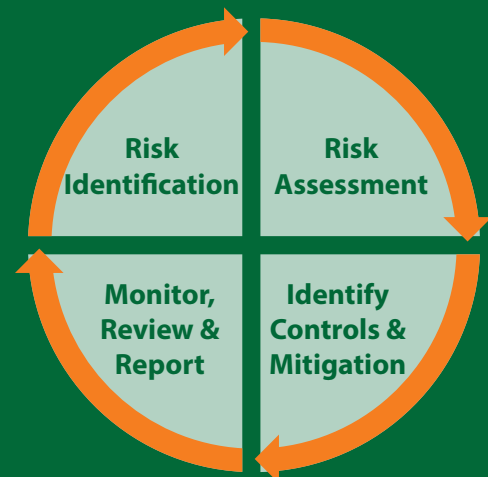 Risk
Identification
Risk
Assessment
Monitor,
Review &
Report
Identify
Controls &
Mitigation